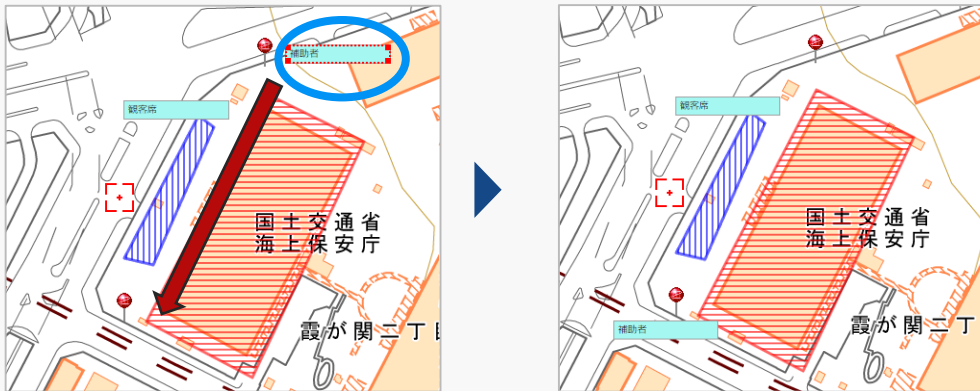 補助者
観客席
国土交通省
海上保安庁
霞が関二丁目
観客席
国土交通省
海上保安庁
霞が関二丁
補助者